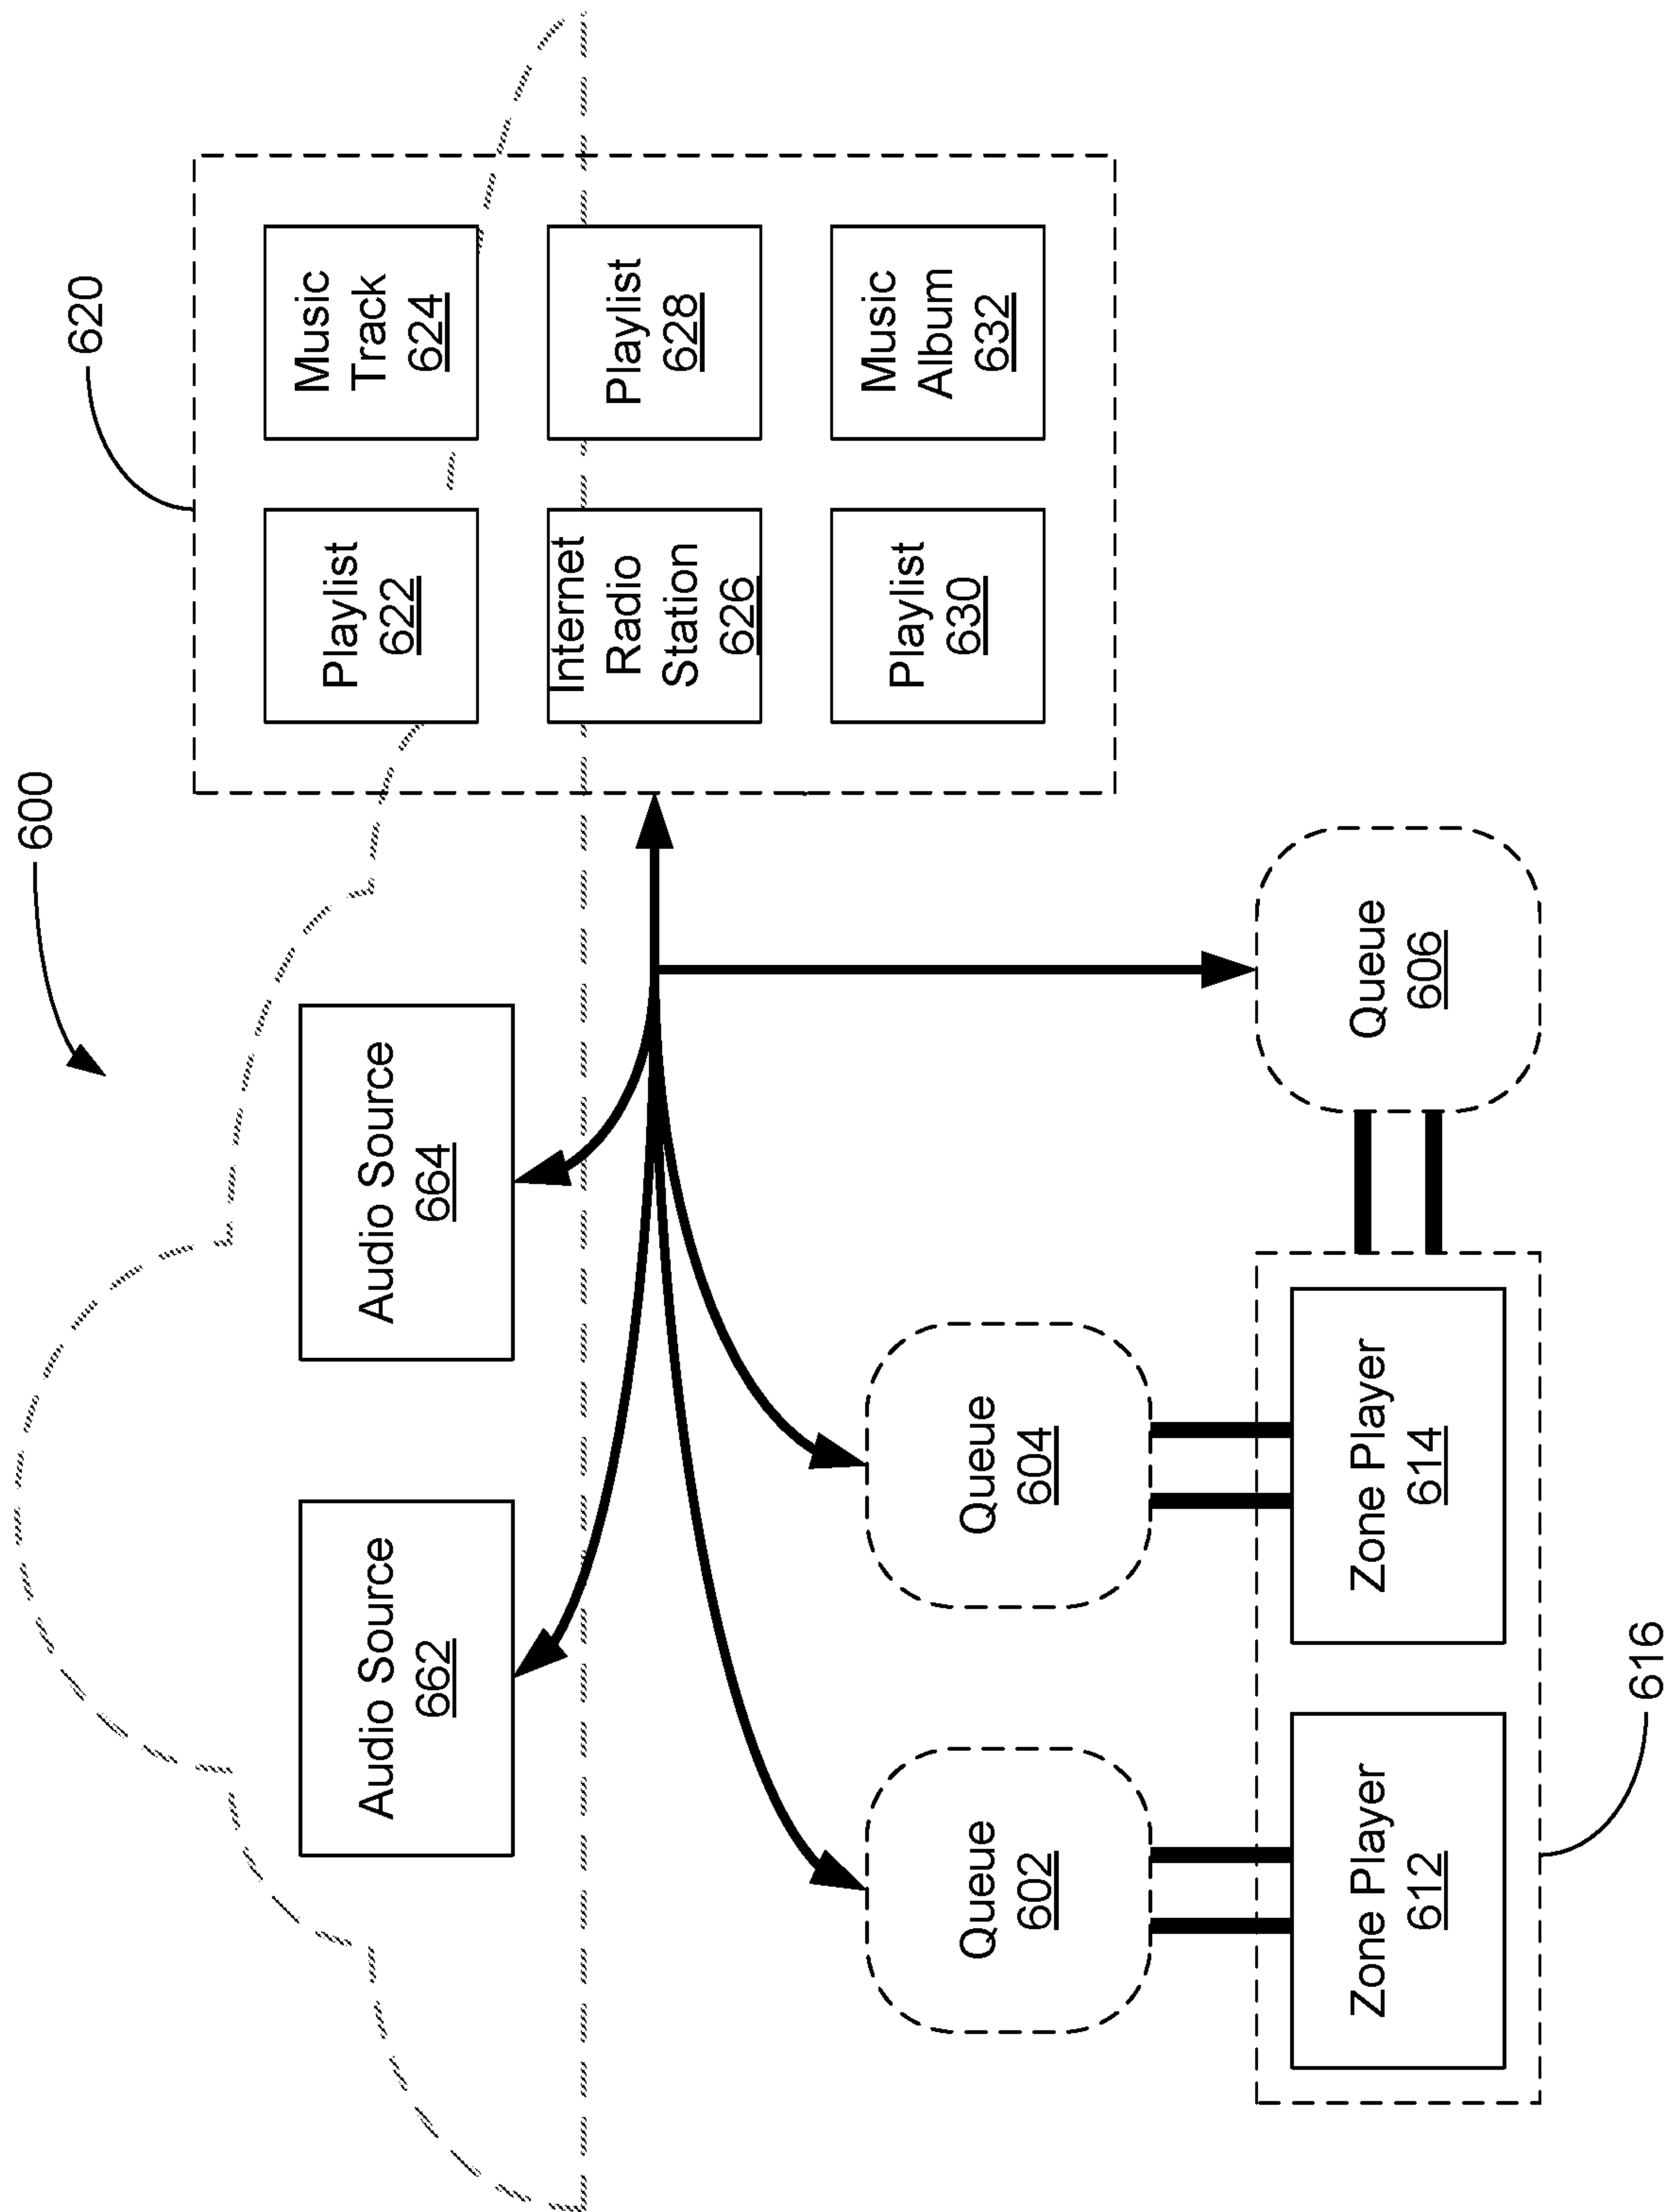 600
620
Audio Source
662
Audio Source
664
Playlist
622
Music
Track
624
Internet
Radio
Station
626
Playlist
628
Playlist
630
Music
Album
632
Queue
602
Queue
604
Queue
606
Zone Player
612
Zone Player
614
616